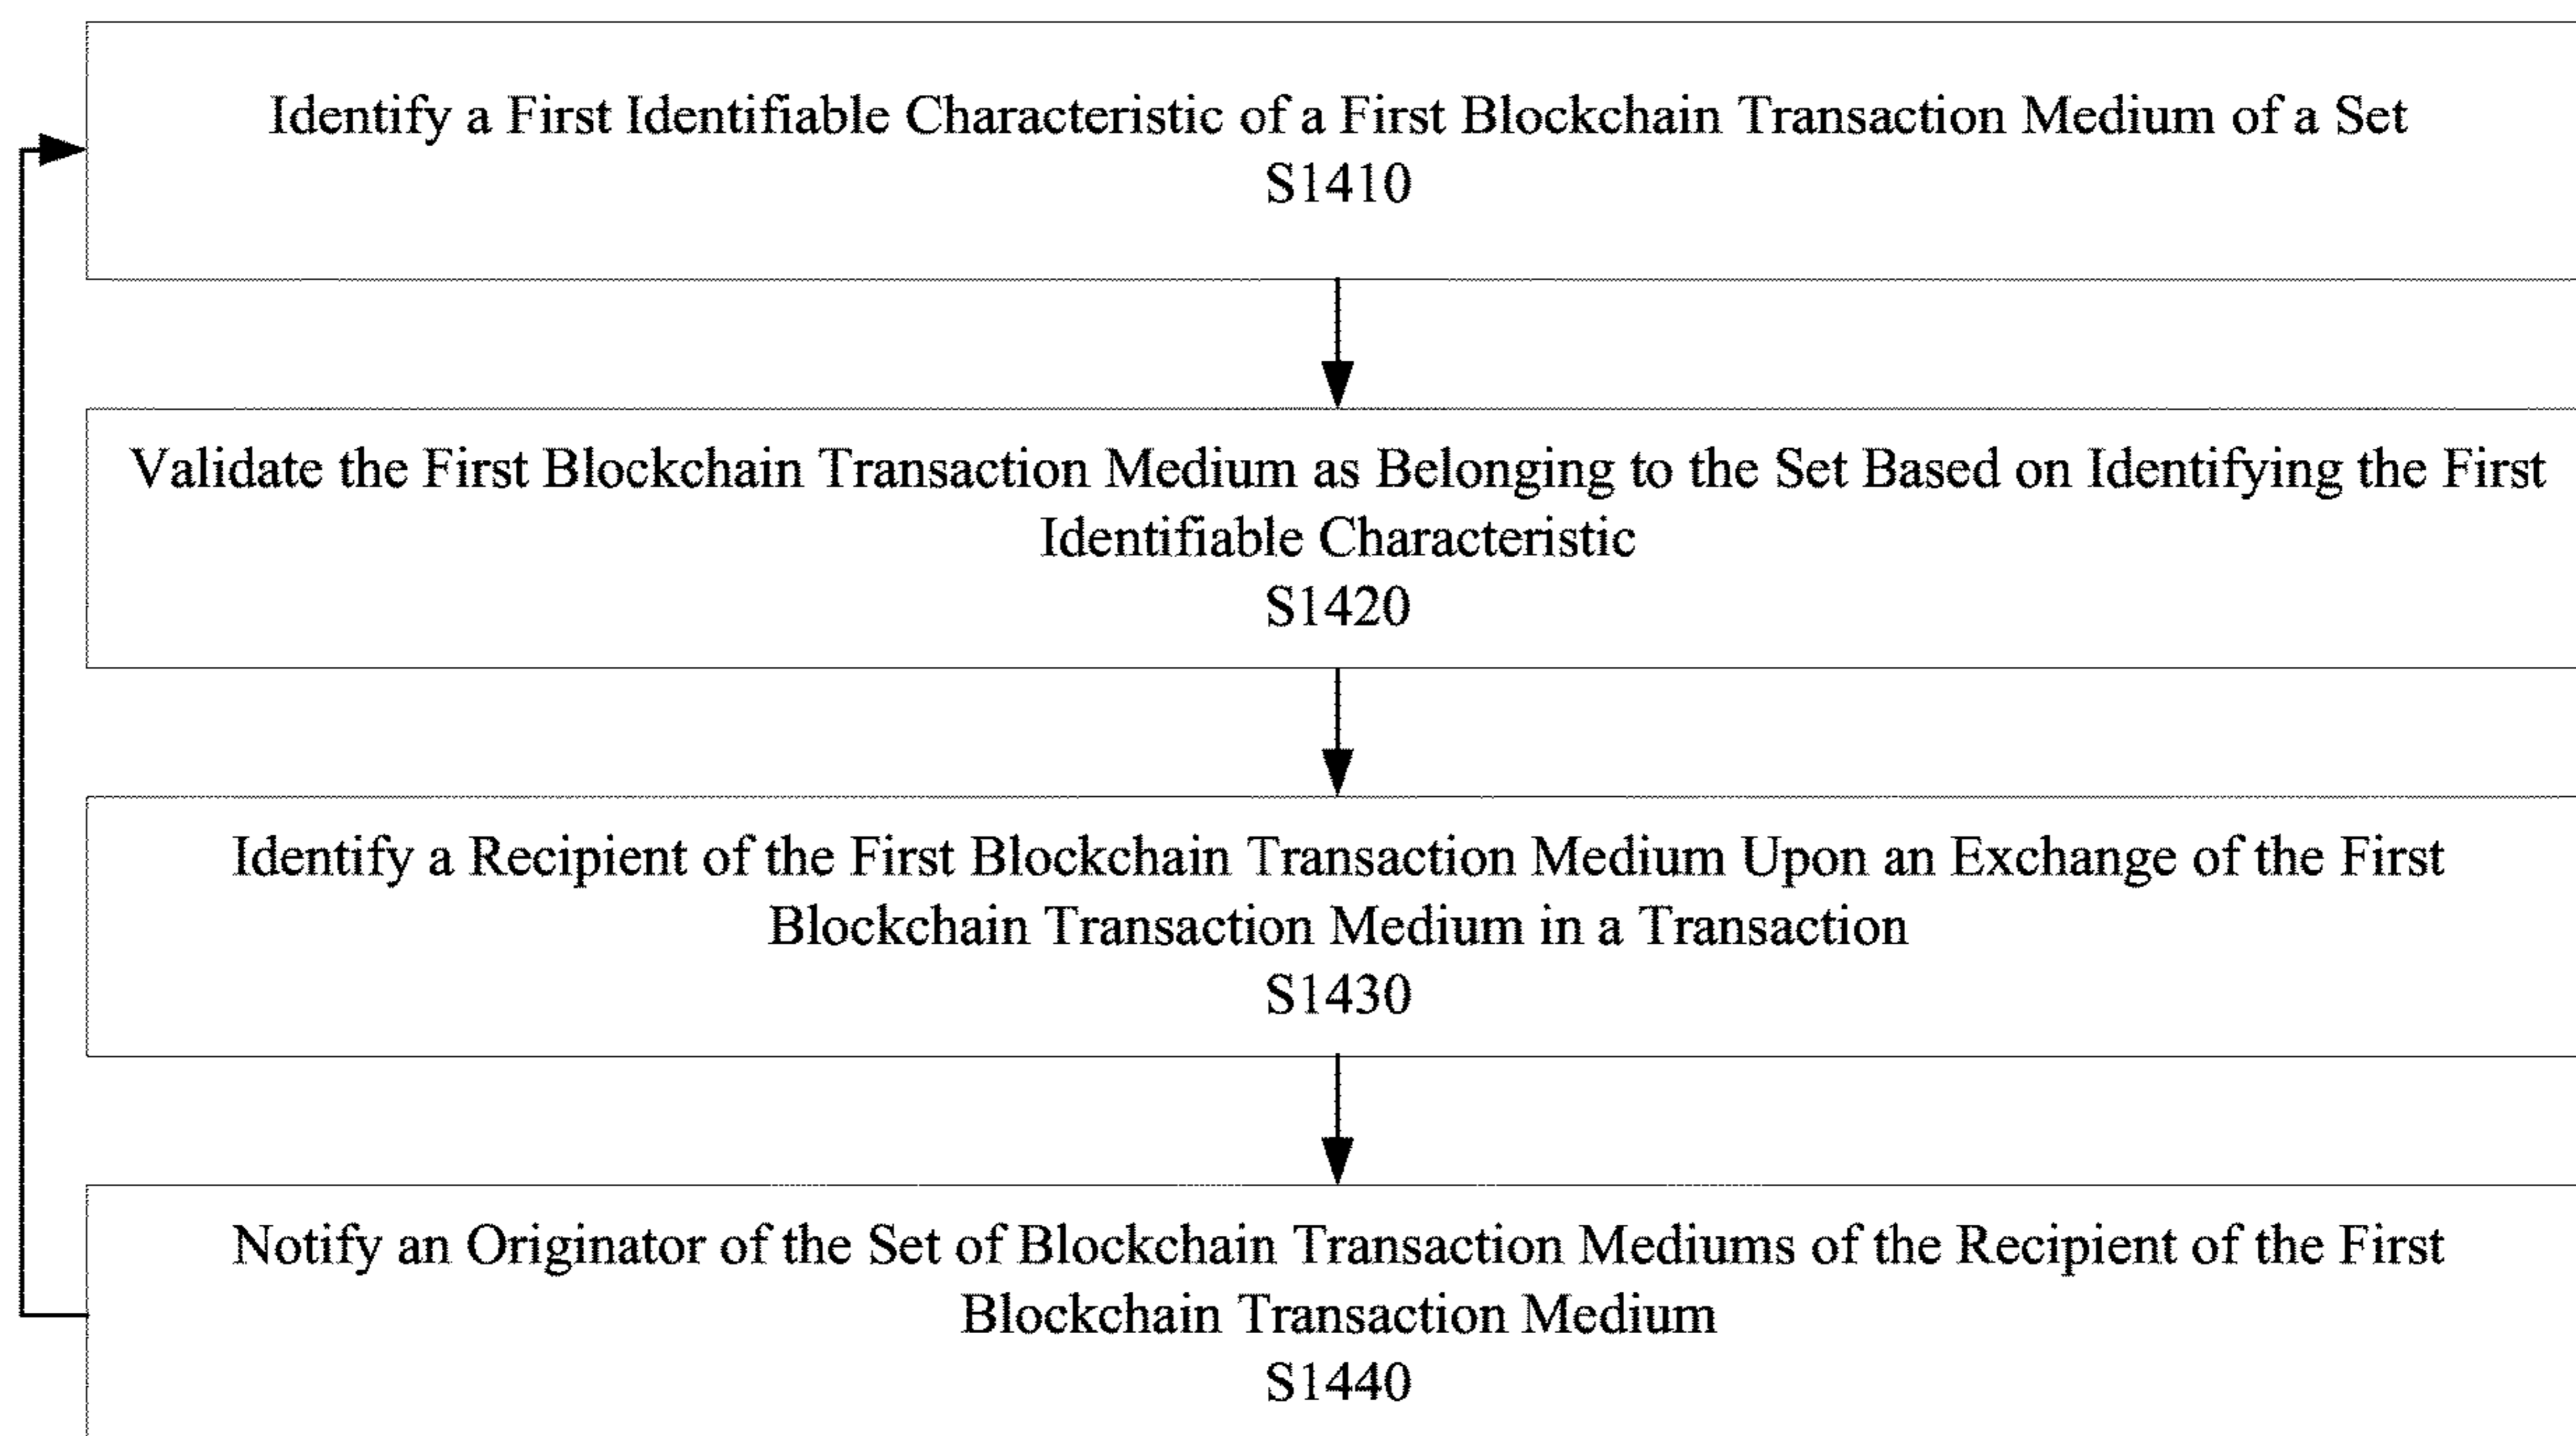 Identify a First Identifiable Characteristic of a First Blockchain Transaction Medium of a Set
S1410
Validate the First Blockchain Transaction Medium as Belonging to the Set Based on Identifying the First
Identifiable Characteristic
S1420
Identify a Recipient of the First Blockchain Transaction Medium Upon an Exchange of the First
Blockchain Transaction Medium in a Transaction
S1430
Notify an Originator of the Set of Blockchain Transaction Mediums of the Recipient of the First
Blockchain Transaction Medium
S1440